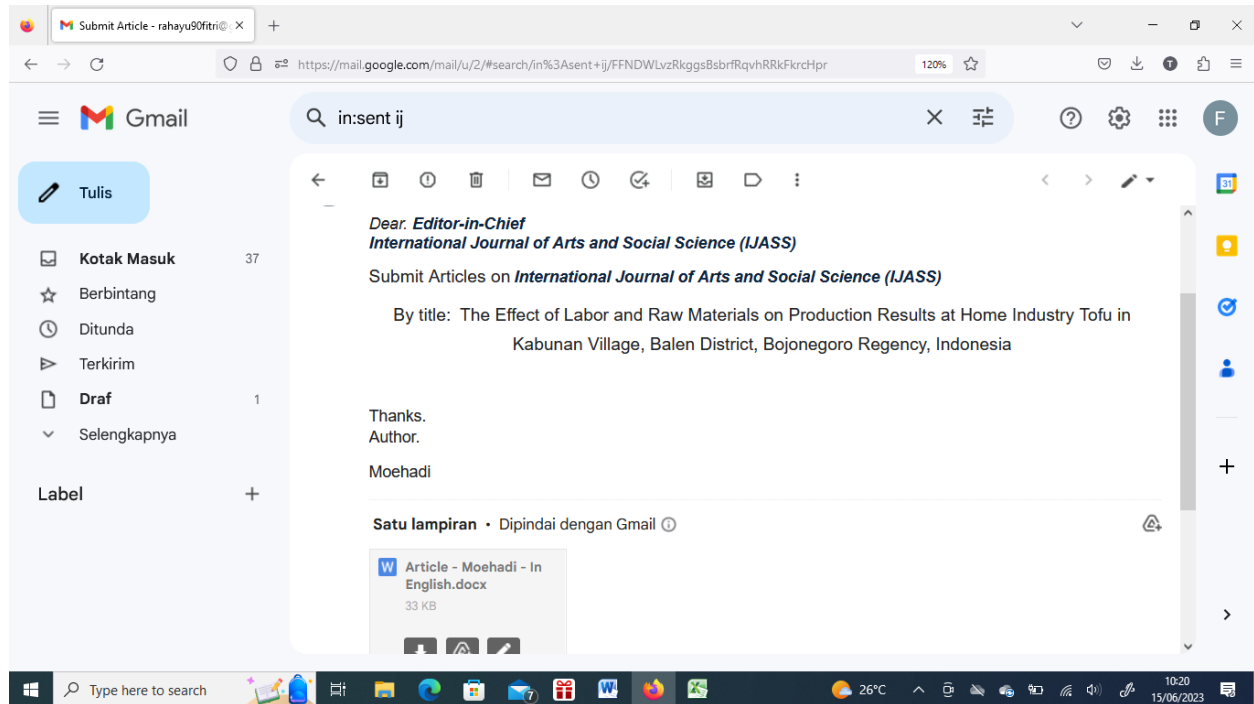 Submit Article - rahayu90fitri@g
https://mail.google.com/mail/u/2/#search/in%3Asent+ij/FFNDWLvzRkggsBsbrfRqvhRRkFkrcHpr
120%
T
Gmail
in:sent ij
F
Tulis
31
Kotak Masuk 37
Berbintang
Ditunda
Terkirim
Draf 1
Selengkapnya
Label
Dear. Editor-in-Chief
International Journal of Arts and Social Science (IJASS)
Submit Articles on International Journal of Arts and Social Science (IJASS)
By title: The Effect of Labor and Raw Materials on Production Results at Home Industry Tofu in
Kabunan Village, Balen District, Bojonegoro Regency, Indonesia
Thanks.
Author.
Moehadi
Satu lampiran • Dipindai dengan Gmail
W Article - Moehadi - In
English.docx
33 KB
Type here to search
7
26°C
10:20
15/06/2023